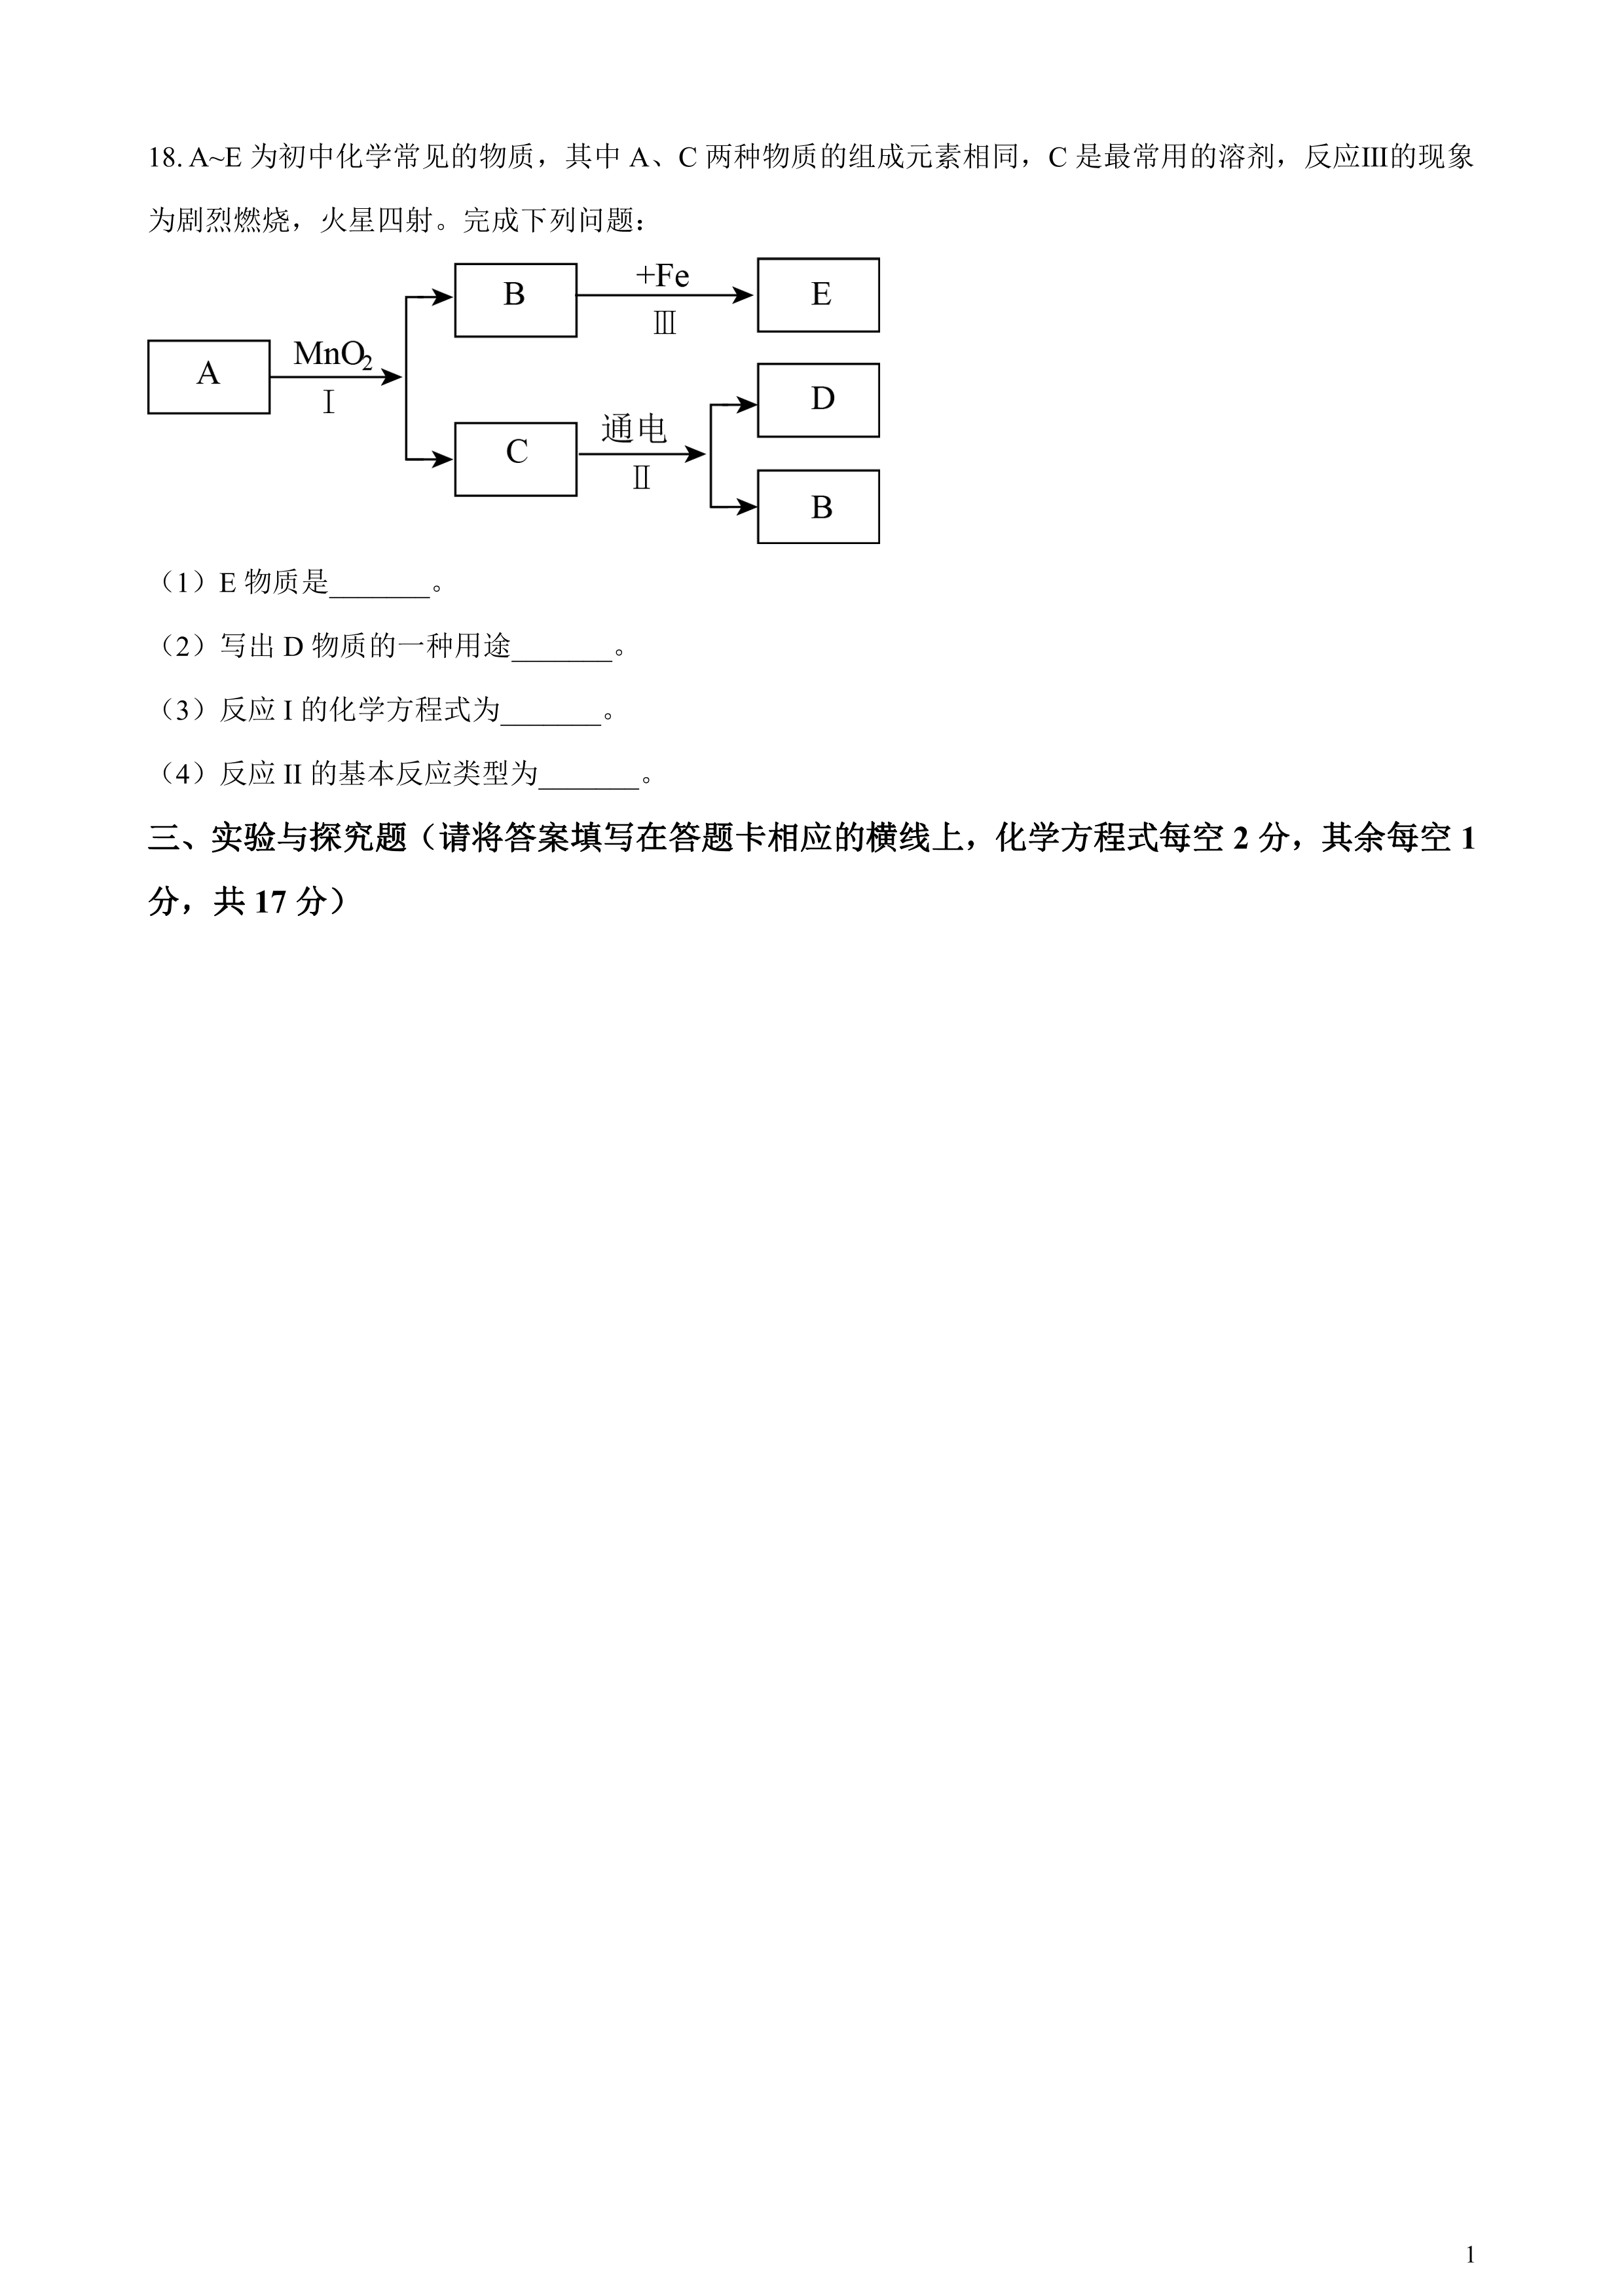 18. A~E 为初中化学常见的物质，其中 A、C 两种物质的组成元素相同，C 是最常用的溶剂，反应Ⅲ的现象
为剧烈燃烧，火星四射。完成下列问题：
A
MnO₂
Ⅰ
B
+Fe
Ⅲ
E
C
通电
Ⅱ
D
B
（1）E 物质是_______。
（2）写出 D 物质的一种用途_______。
（3）反应 I 的化学方程式为_______。
（4）反应 II 的基本反应类型为_______。
三、实验与探究题（请将答案填写在答题卡相应的横线上，化学方程式每空 2 分，其余每空 1
分，共 17 分）
1